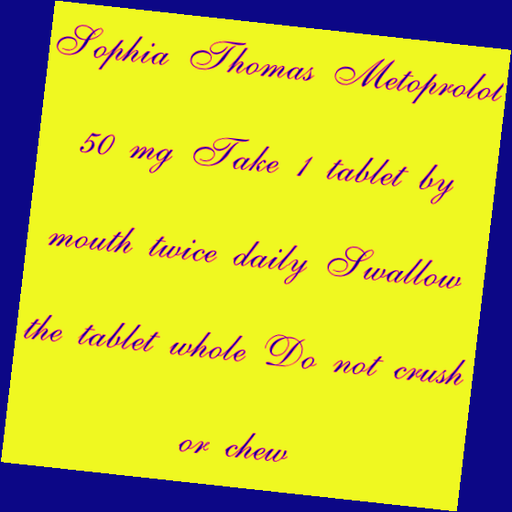 Sophia Thomas Metoprolol
50 mg Take 1 tablet by
mouth twice daily Swallow
the tablet whole Do not crush
or chew